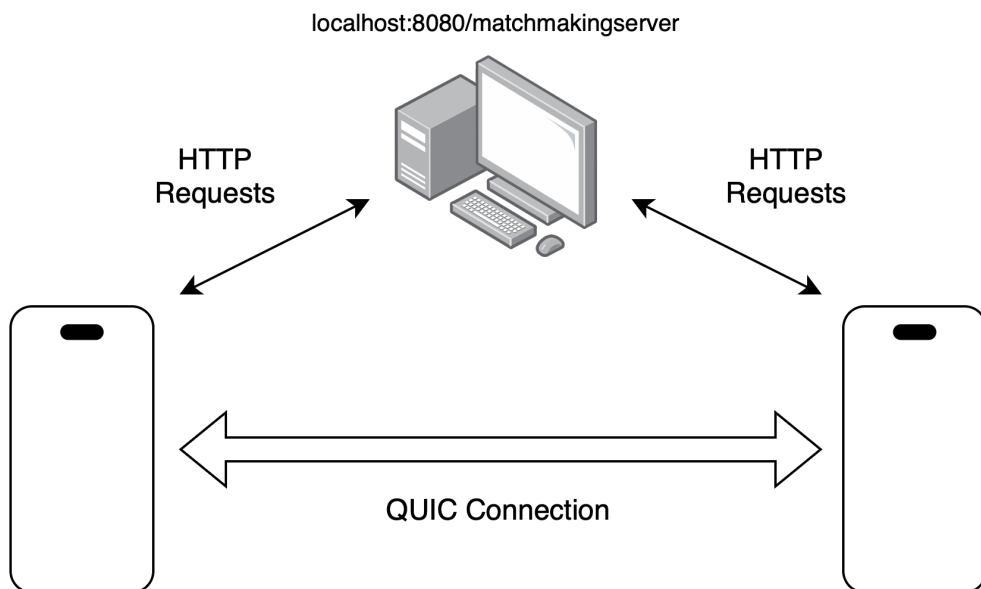 localhost:8080/matchmakingserver
HTTP
Requests
HTTP
Requests
QUIC Connection